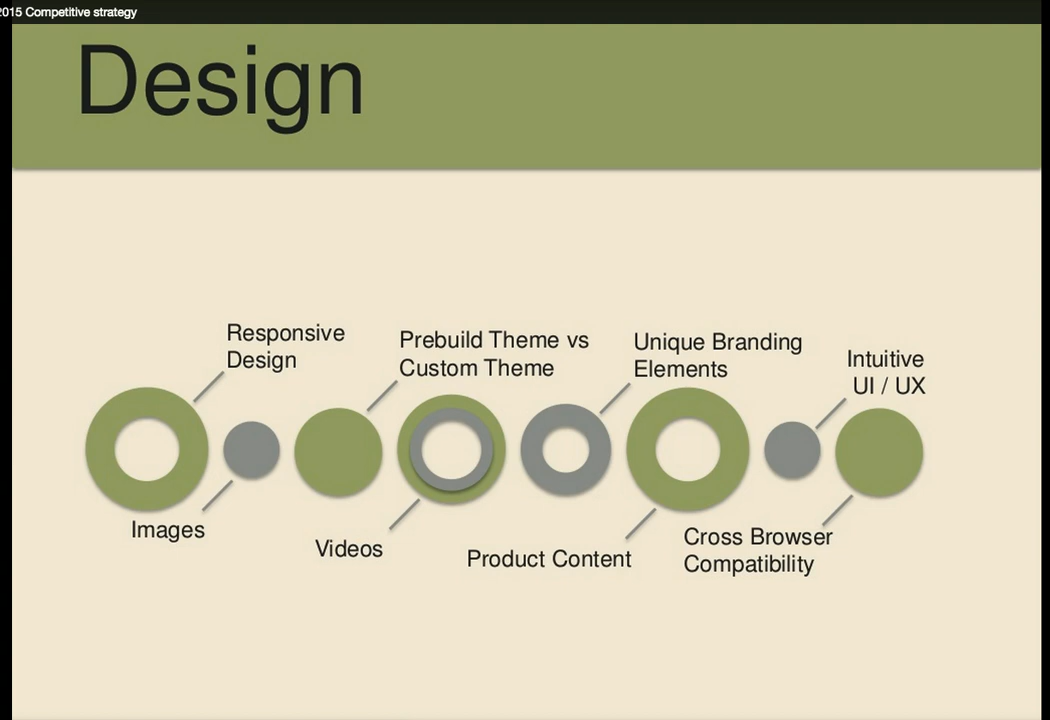 2015 Competitive strategy
Design
Responsive
Design
Prebuild Theme vs
Custom Theme
Unique Branding
Elements
Intuitive
UI / UX
Images
Videos
Product Content
Cross Browser
Compatibility